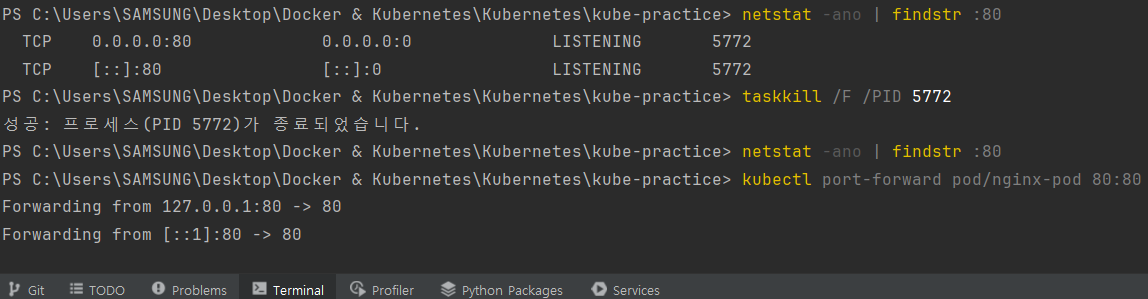 PS C:\Users\SAMSUNG\Desktop\Docker & Kubernetes\Kubernetes\kube-practice> netstat -ano | findstr :80
TCP 0.0.0.0:80 0.0.0.0:0 LISTENING 5772
TCP [::]:80 [::]:0 LISTENING 5772
PS C:\Users\SAMSUNG\Desktop\Docker & Kubernetes\Kubernetes\kube-practice> taskkill /F /PID 5772
성공: 프로세스(PID 5772)가 종료되었습니다.
PS C:\Users\SAMSUNG\Desktop\Docker & Kubernetes\Kubernetes\kube-practice> netstat -ano | findstr :80
PS C:\Users\SAMSUNG\Desktop\Docker & Kubernetes\Kubernetes\kube-practice> kubectl port-forward pod/nginx-pod 80:80
Forwarding from 127.0.0.1:80 -> 80
Forwarding from [::1]:80 -> 80
Git TODO Problems Terminal Profiler Python Packages Services